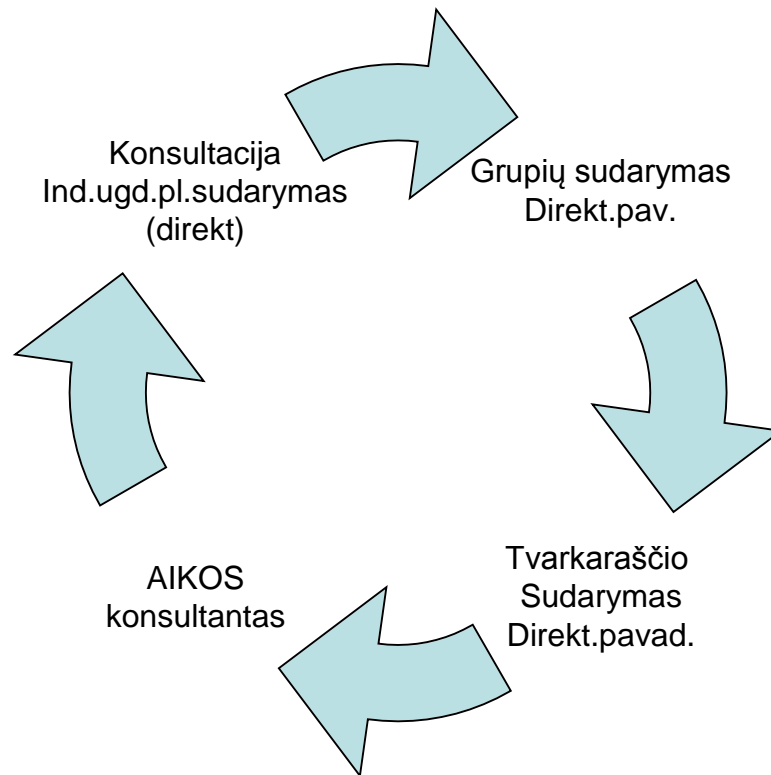 Konsultacija
Ind.ugd.pl.sudarymas
(direkt)
Grupių sudarymas
Direkt.pav.
Tvarkaraščio
Sudarymas
Direkt.pavad.
AIKOS
konsultantas